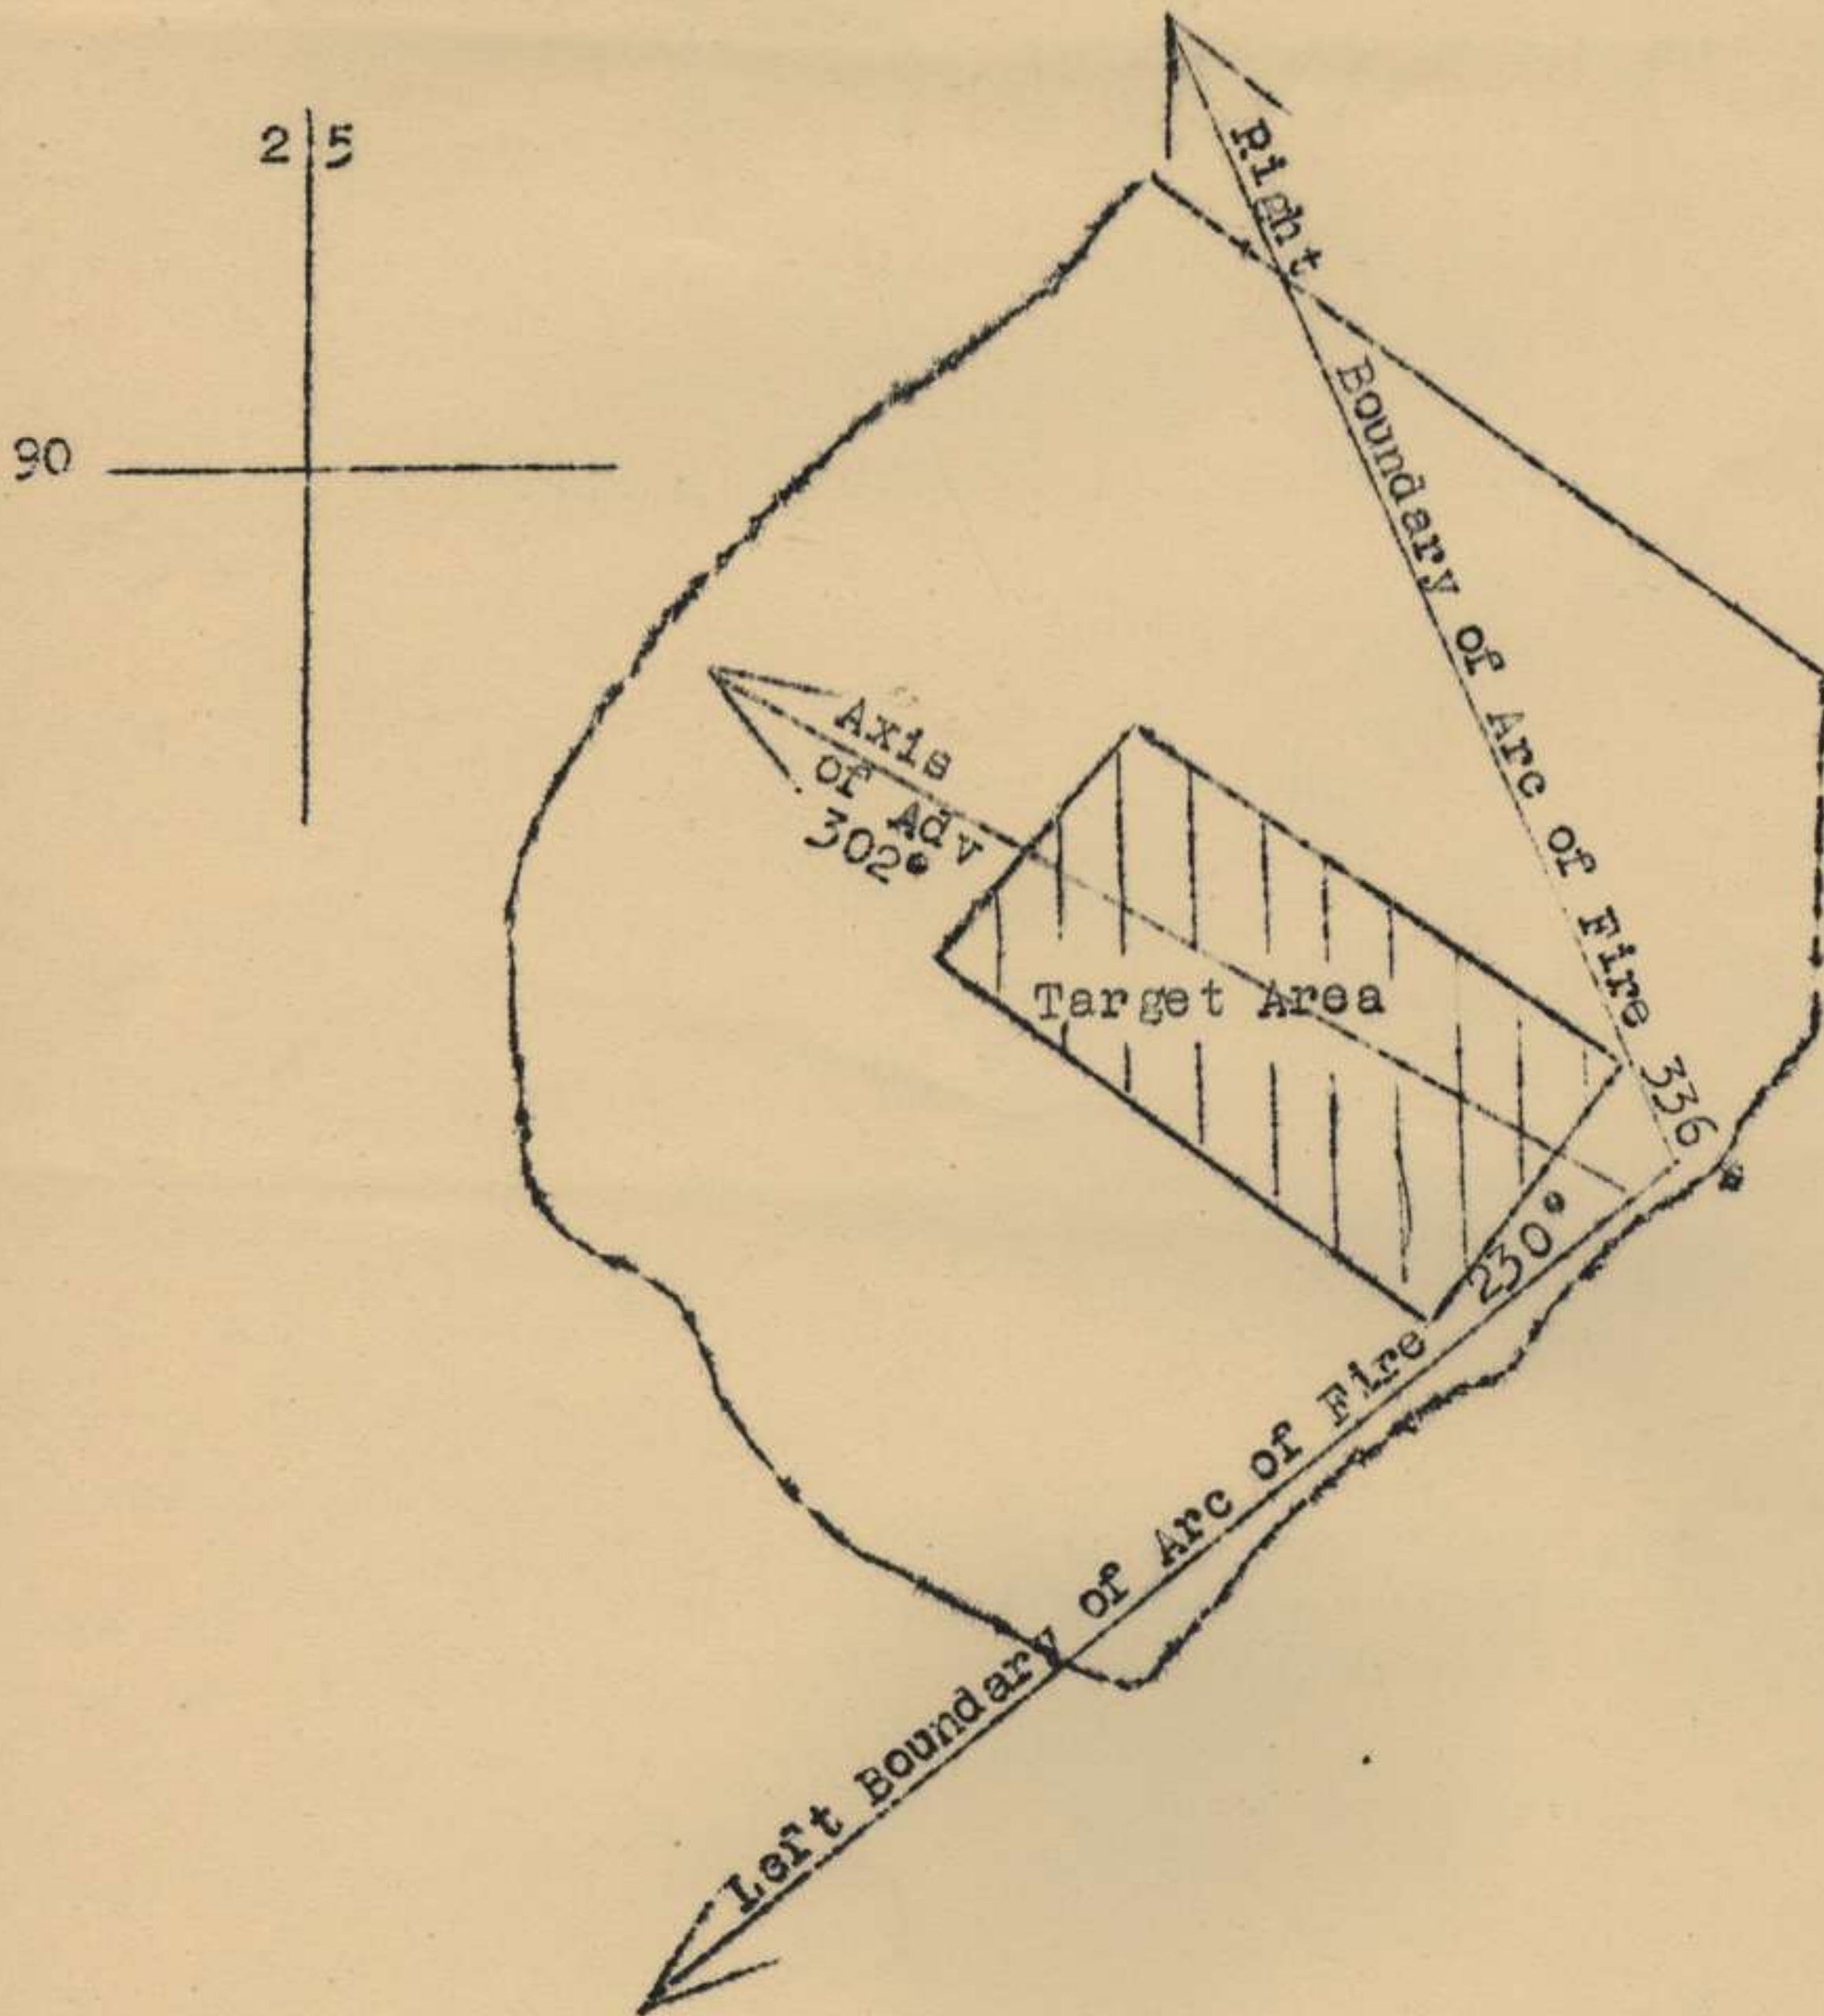 2 5
90
Right Boundary of Arc of Fire 336
Axis
of Adv
302°
Target Area
230°
Left Boundary of Arc of Fire